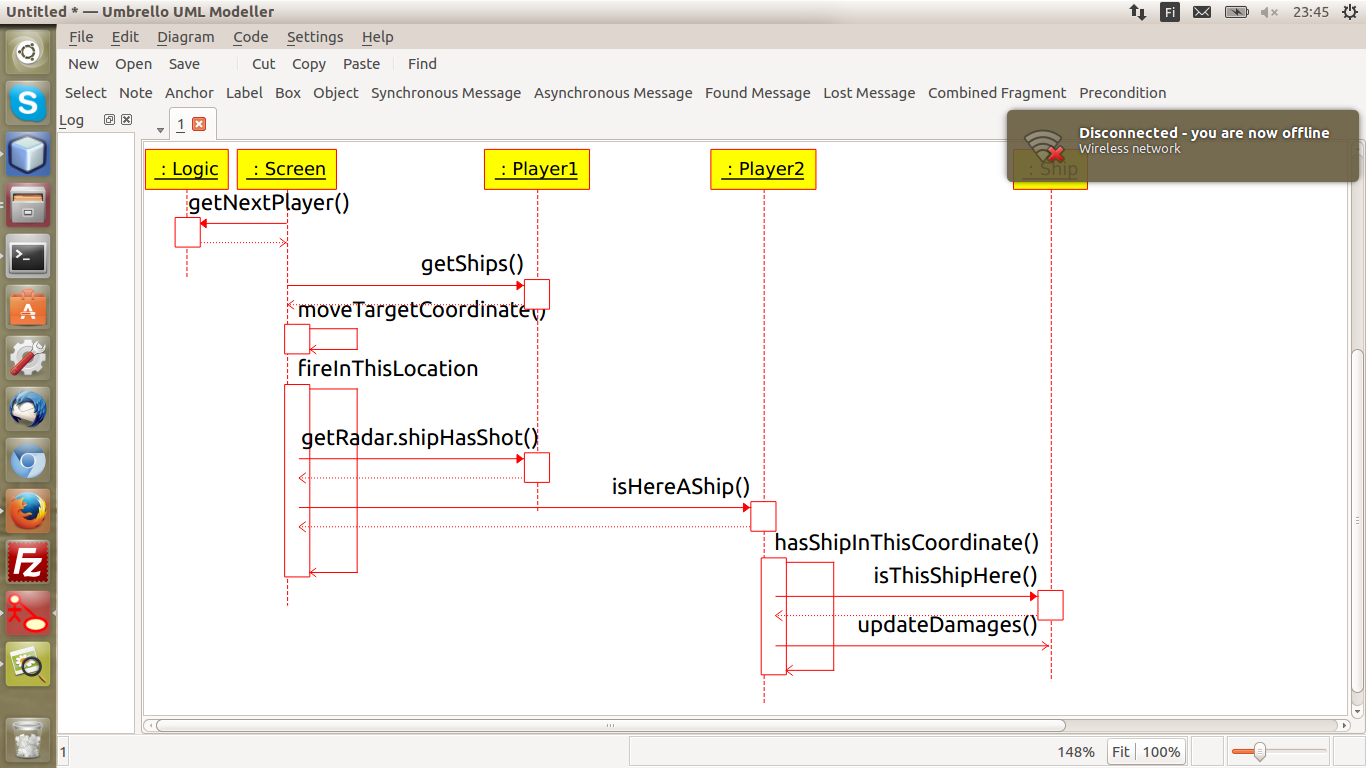 Untitled * — Umbrello UML Modeller
Fi
23:45
File Edit Diagram Code Settings Help
New Open Save Cut Copy Paste Find
Select Note Anchor Label Box Object Synchronous Message Asynchronous Message Found Message Lost Message Combined Fragment Precondition
Log
1
Disconnected - you are now offline
Wireless network
: Logic : Screen : Player1 : Player2 : Ship
getNextPlayer()
getShips()
moveTargetCoordinate()
fireInThisLocation
getRadar.shipHasShot()
isHereAShip()
hasShipInThisCoordinate()
isThisShipHere()
updateDamages()
1
148% Fit 100%